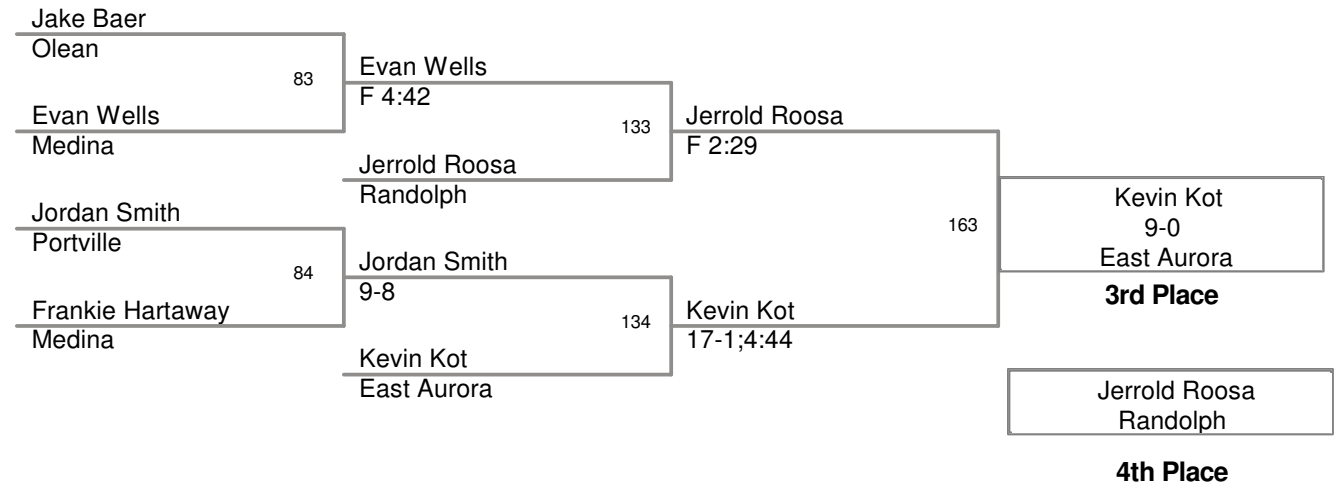 Jake Baer
Olean
83
Evan Wells
Medina
Evan Wells
F 4:42
133
Jerrold Roosa
Randolph
Jerrold Roosa
F 2:29
Jordan Smith
Portville
84
Frankie Hartaway
Medina
Jordan Smith
9-8
134
Kevin Kot
East Aurora
Kevin Kot
17-1;4:44
163
Kevin Kot
9-0
East Aurora
3rd Place
Jerrold Roosa
Randolph
4th Place